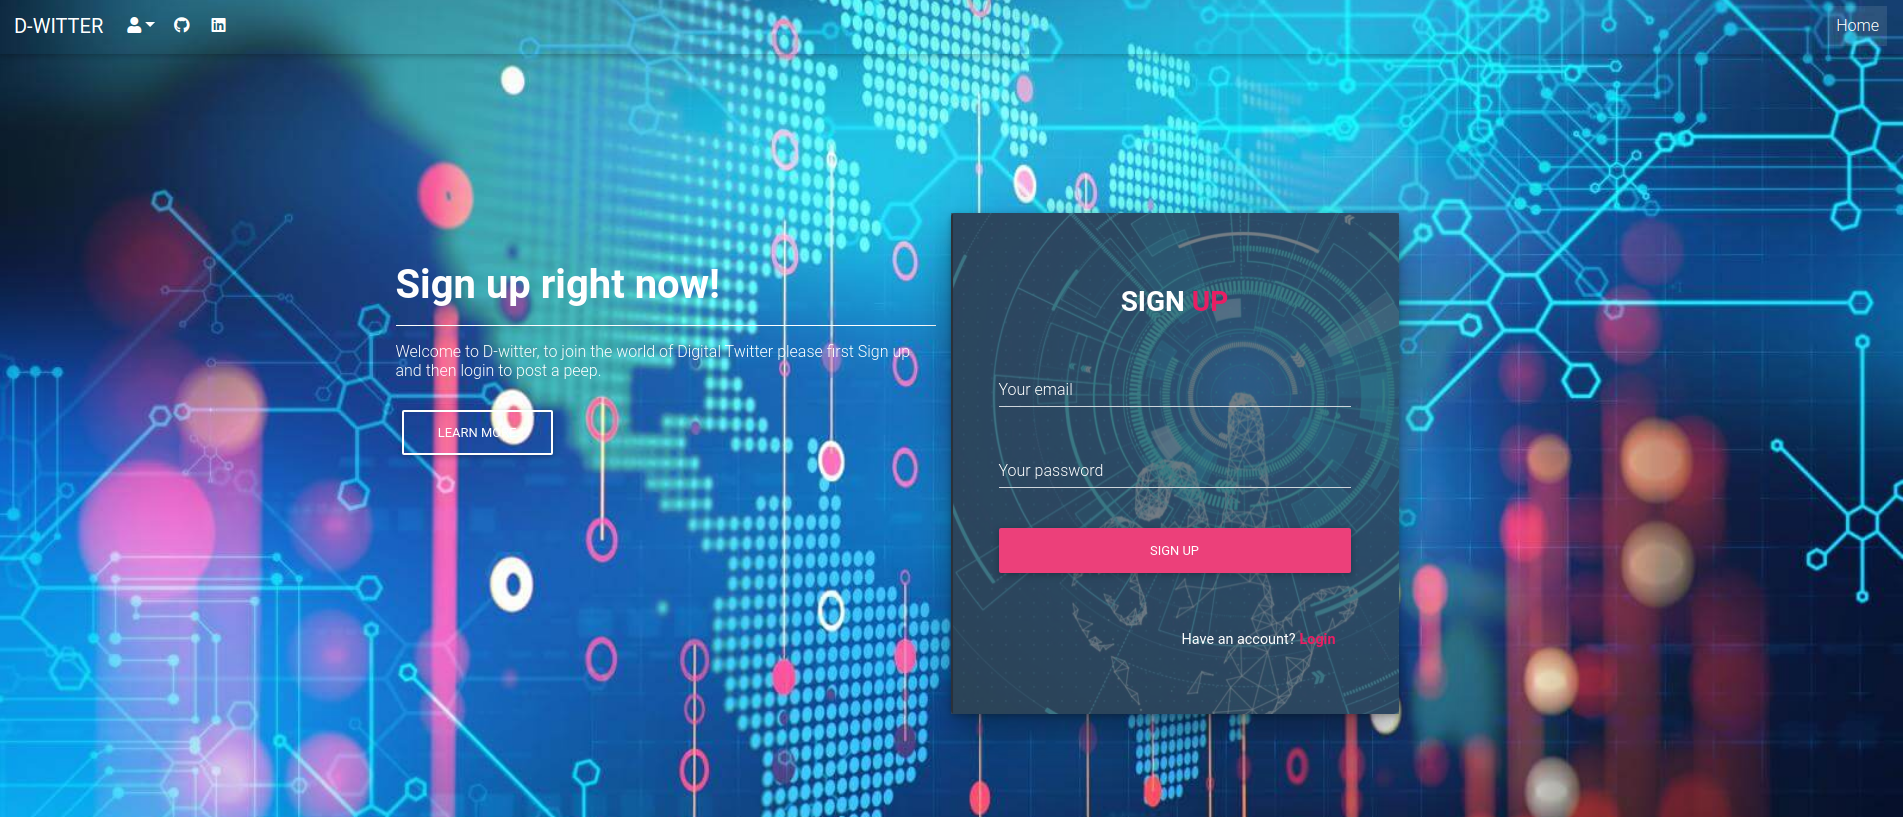 D-WITTER
Home
Sign up right now!
Welcome to D-witter, to join the world of Digital Twitter please first Sign up
and then login to post a peep.
LEARN MORE
SIGN UP
Your email
Your password
SIGN UP
Have an account? Login